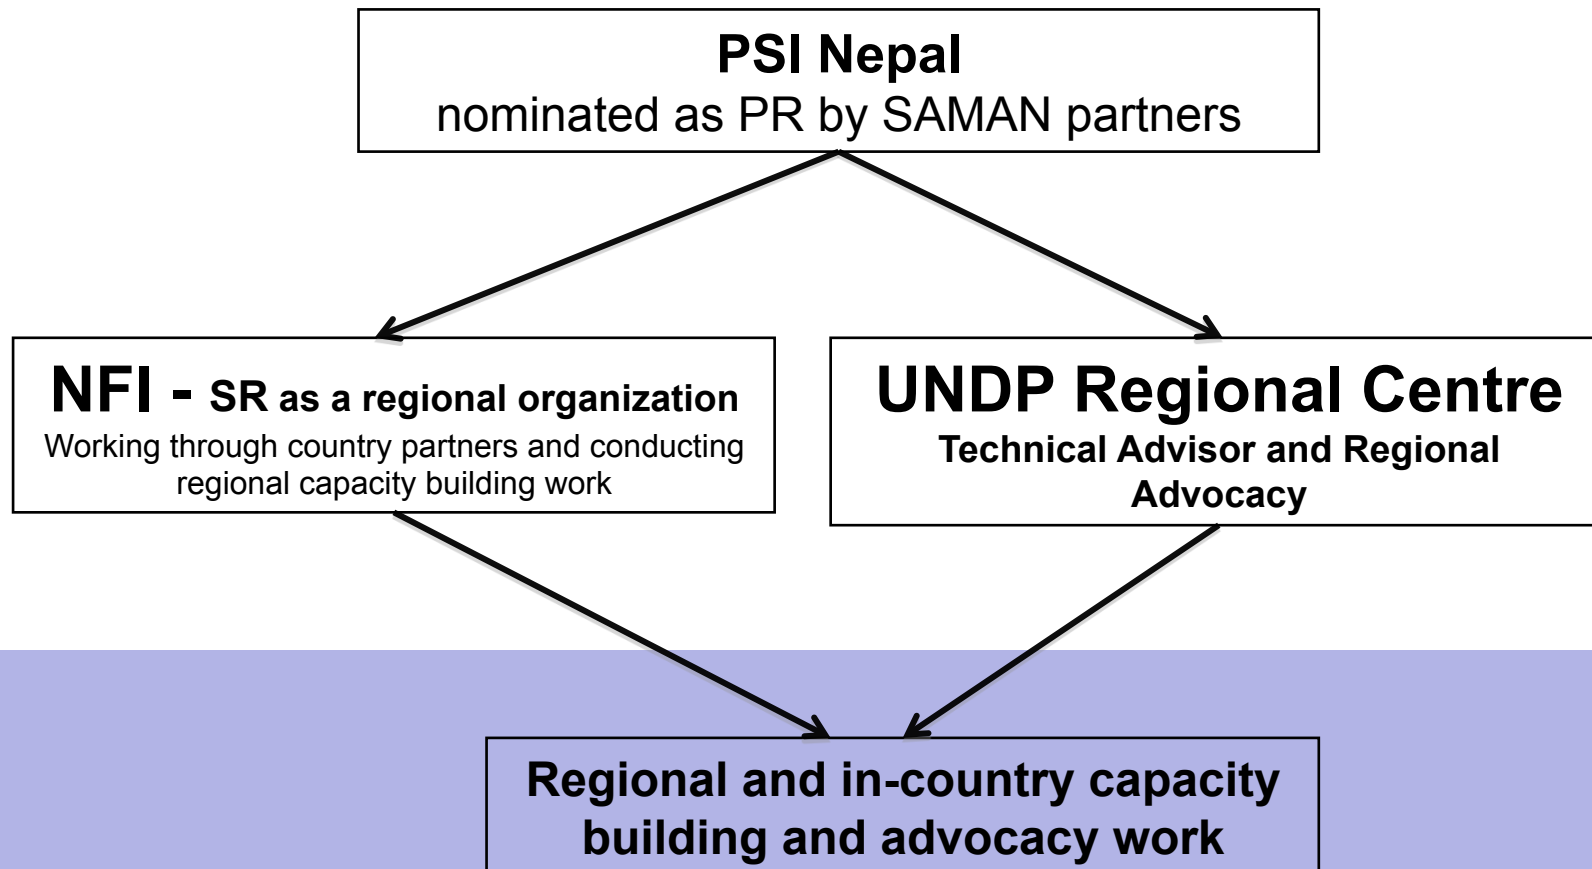 PSI Nepal
nominated as PR by SAMAN partners
NFI - SR as a regional organization
Working through country partners and conducting
regional capacity building work
UNDP Regional Centre
Technical Advisor and Regional
Advocacy
Regional and in-country capacity
building and advocacy work